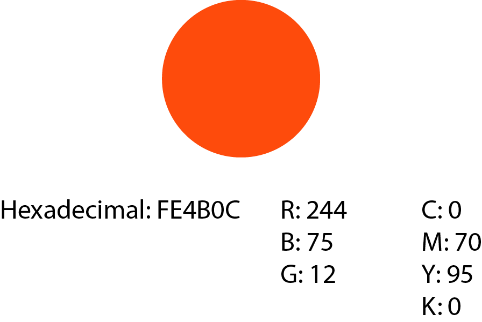 Hexadecimal: FE4B0C
R: 244
B: 75
G: 12
C: 0
M: 70
Y: 95
K: 0